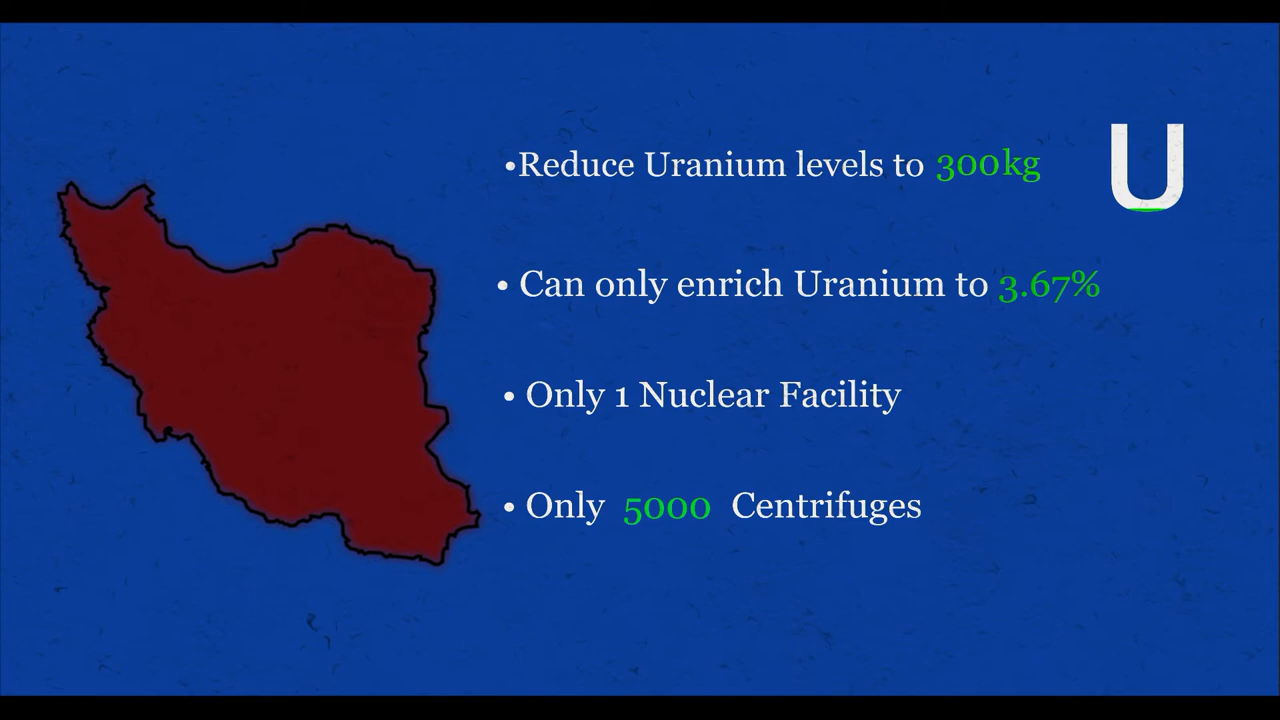 •Reduce Uranium levels to 300kg
U
• Can only enrich Uranium to 3.67%
• Only 1 Nuclear Facility
• Only 5000 Centrifuges